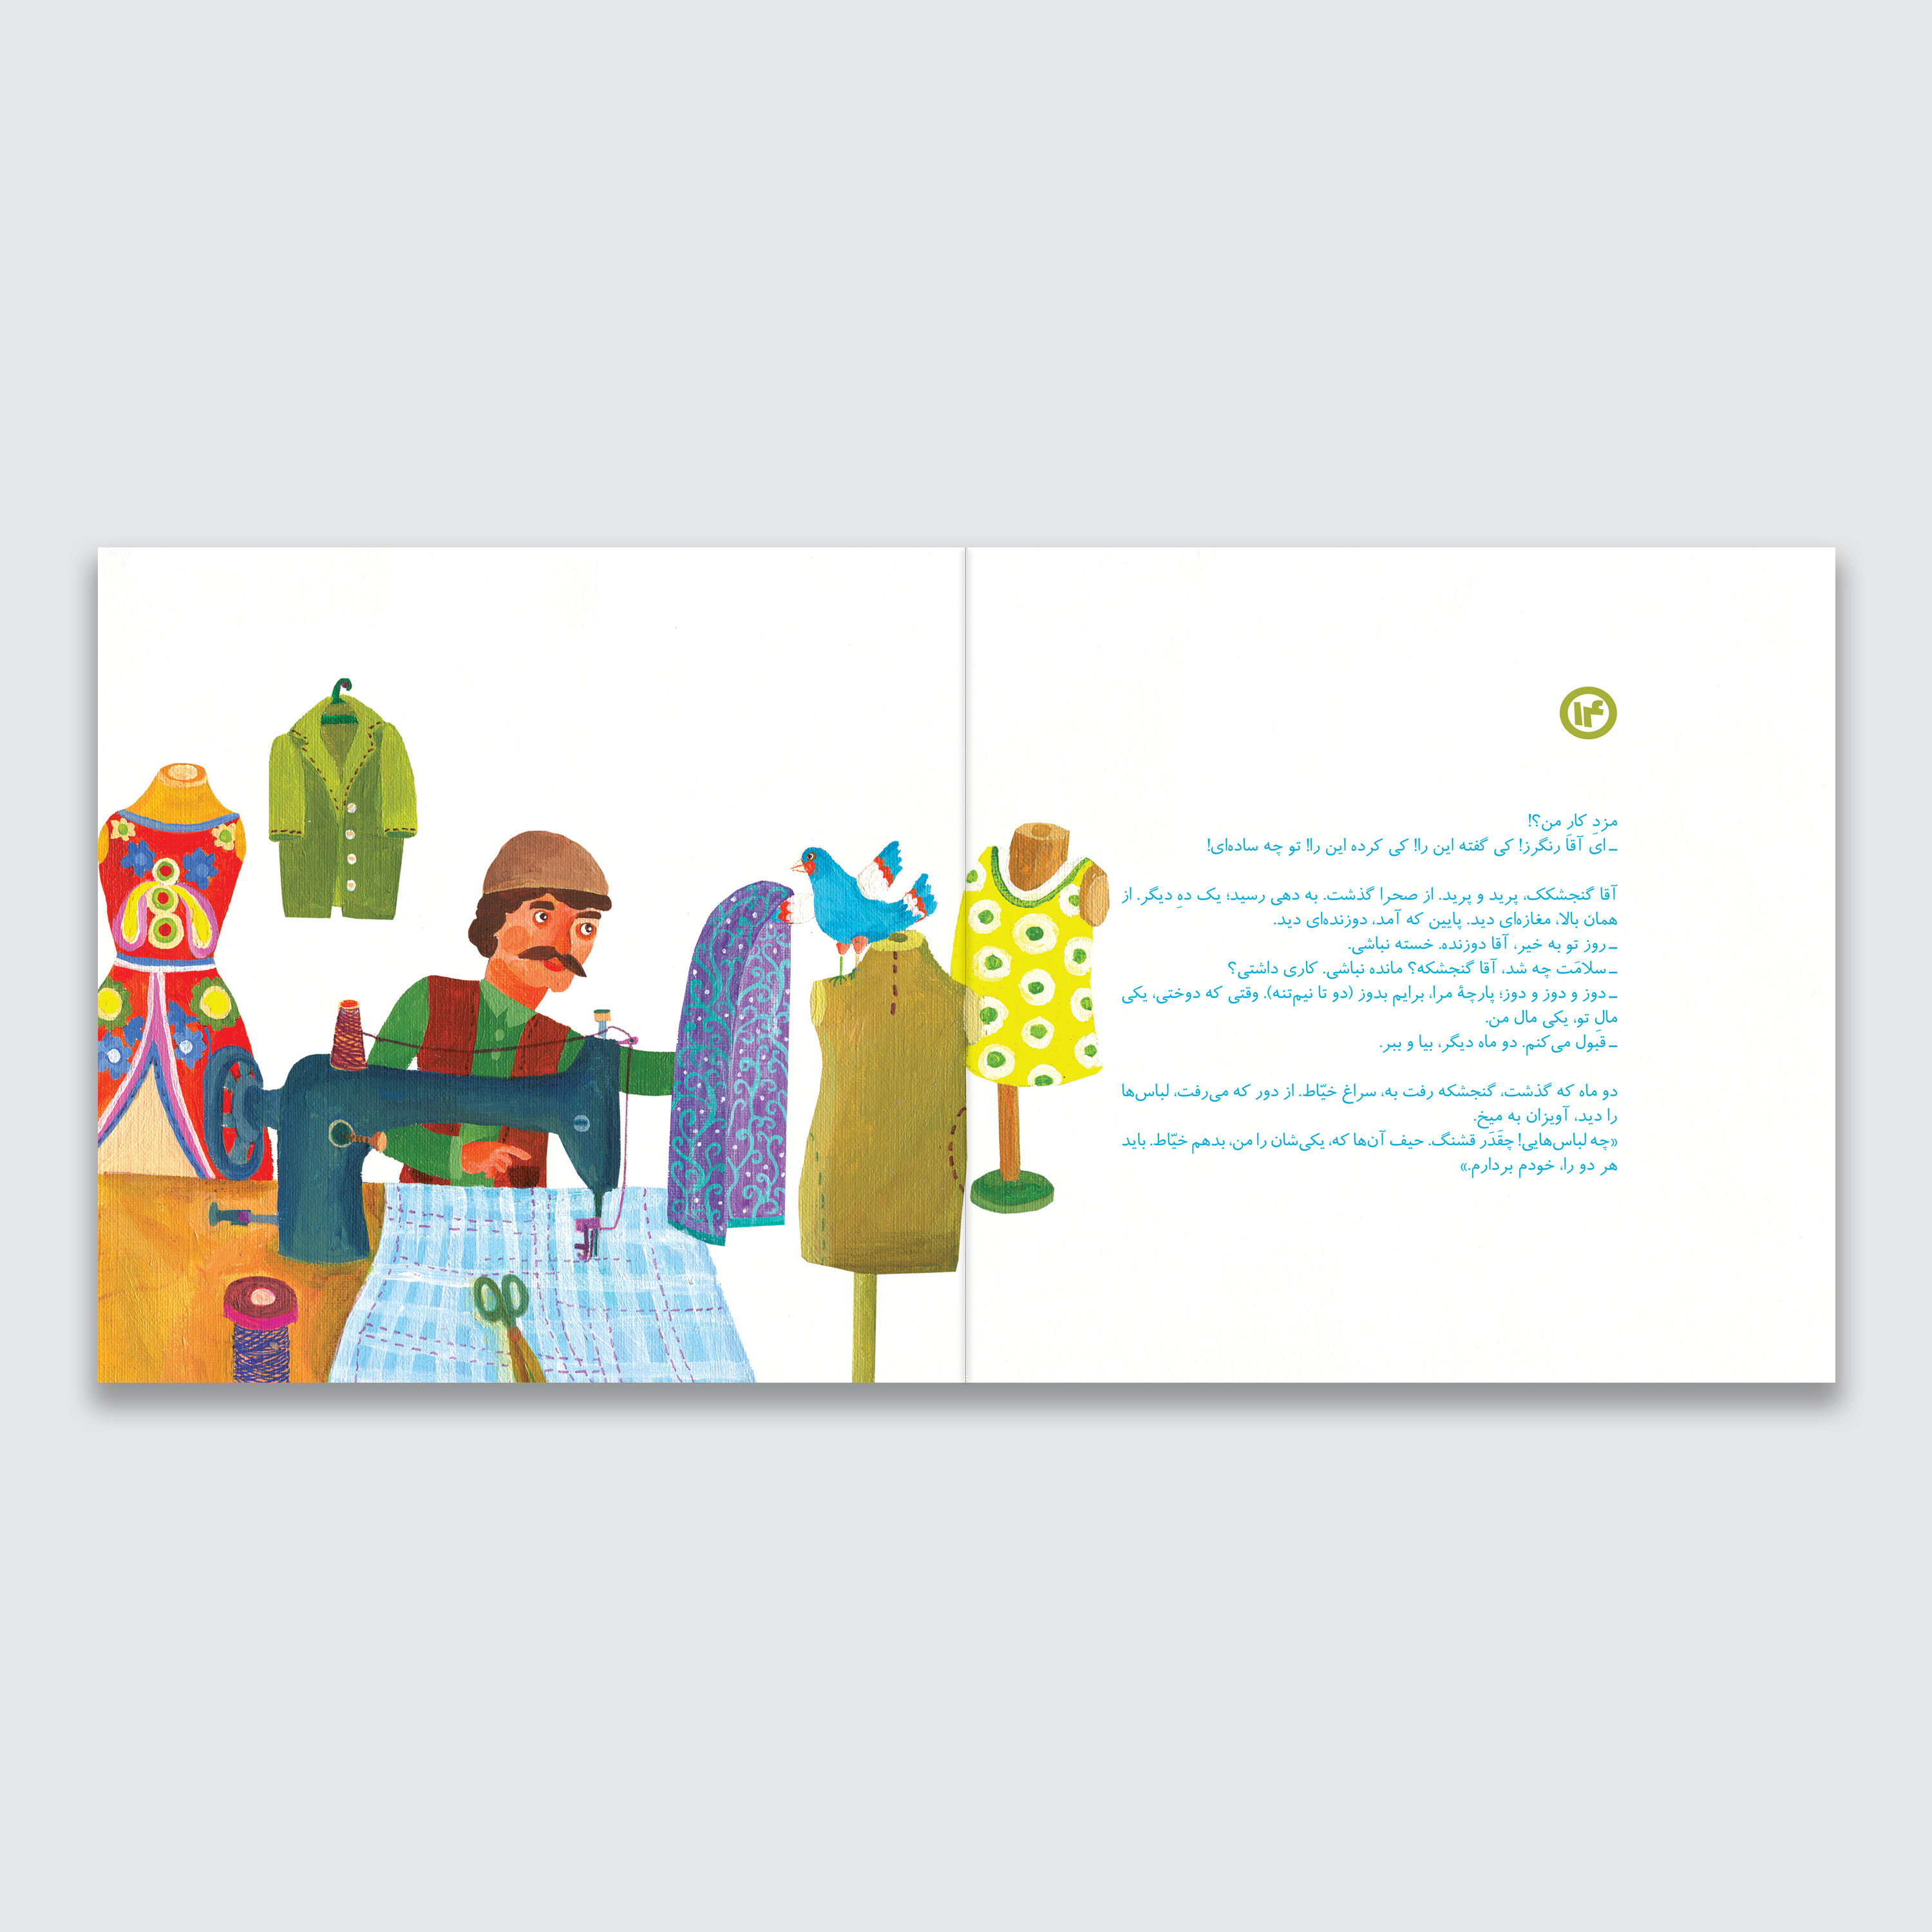 ۱۴
مزدِ کار من؟!
ـ ای آقا رنگرز! کی گفته این را! کی کرده این را! تو چه ساده‌ای!
آقا گنجشکک، پرید و پرید. از صحرا گذشت. به دهی رسید؛ یک دهِ دیگر. از
همان بالا، مغازه‌ای دید. پایین که آمد، دوزنده‌ای دید.
ـ روز تو به خیر، آقا دوزنده. خسته نباشی.
ـ سلامَت چه شد، آقا گنجشکه؟ مانده نباشی. کاری داشتی؟
ـ دوز و دوز و دوز؛ پارچهٔ مرا، برایم بدوز (دو تا نیم‌تنه). وقتی که دوختی، یکی
مالِ تو، یکی مال من.
ـ قبول می‌کنم. دو ماه دیگر، بیا و ببر.
دو ماه که گذشت، گنجشکه رفت به، سراغ خیّاط. از دور که می‌رفت، لباس‌ها
را دید، آویزان به میخ.
«چه لباس‌هایی! چقَدَر قشنگ. حیف آن‌ها که، یکی‌شان را من، بدهم خیّاط. باید
هر دو را، خودم بردارم.»